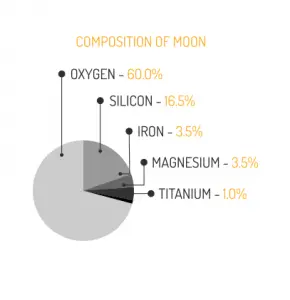 COMPOSITION OF MOON
OXYGEN - 60.0%
SILICON - 16.5%
IRON - 3.5%
MAGNESIUM - 3.5%
TITANIUM - 1.0%